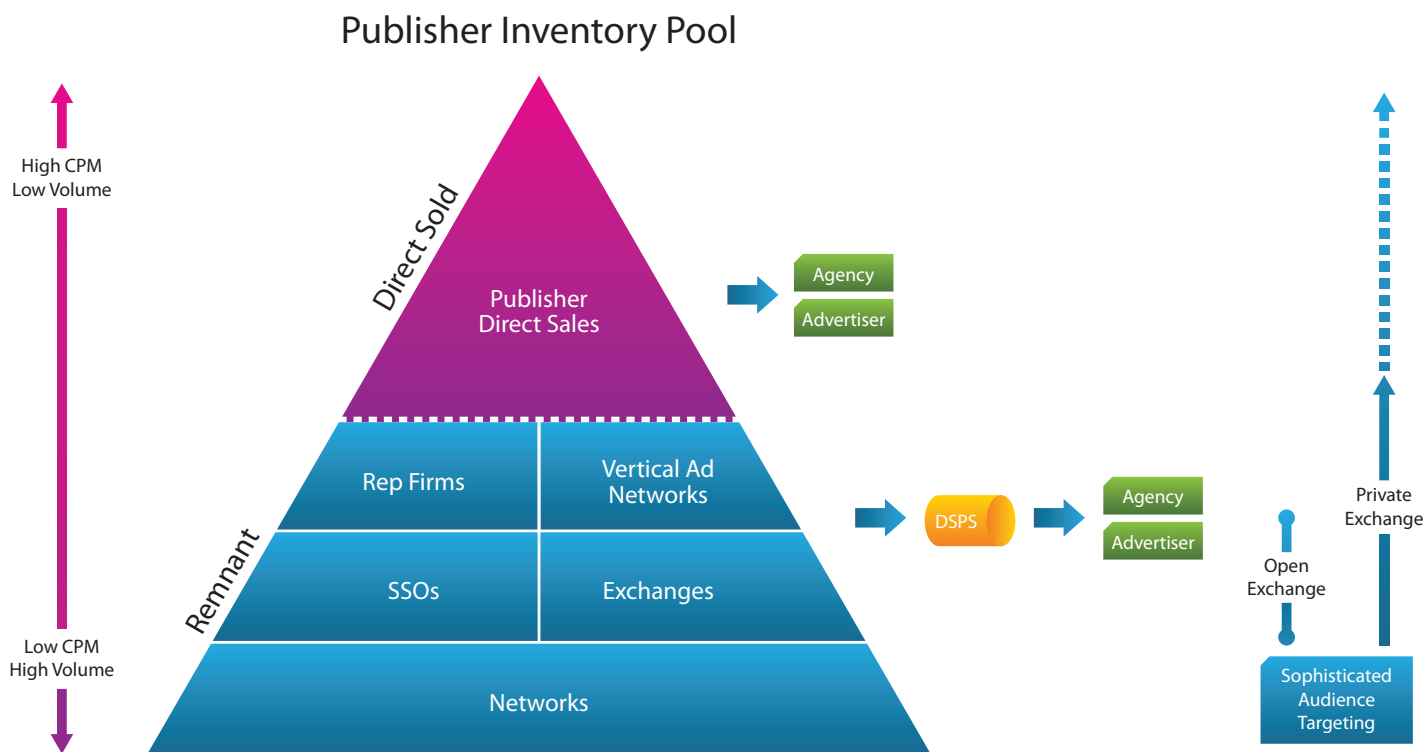 Publisher Inventory Pool
High CPM
Low Volume
Low CPM
High Volume
Direct Sold
Remnant
Publisher
Direct Sales
Rep Firms
Vertical Ad
Networks
SSOs
Exchanges
Networks
Agency
Advertiser
DSPS
Agency
Advertiser
Open
Exchange
Private
Exchange
Sophisticated
Audience
Targeting